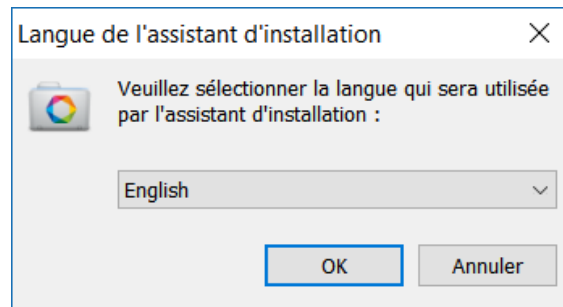 Langue de l'assistant d'installation
Veuillez sélectionner la langue qui sera utilisée
par l'assistant d'installation :
English
OK
Annuler